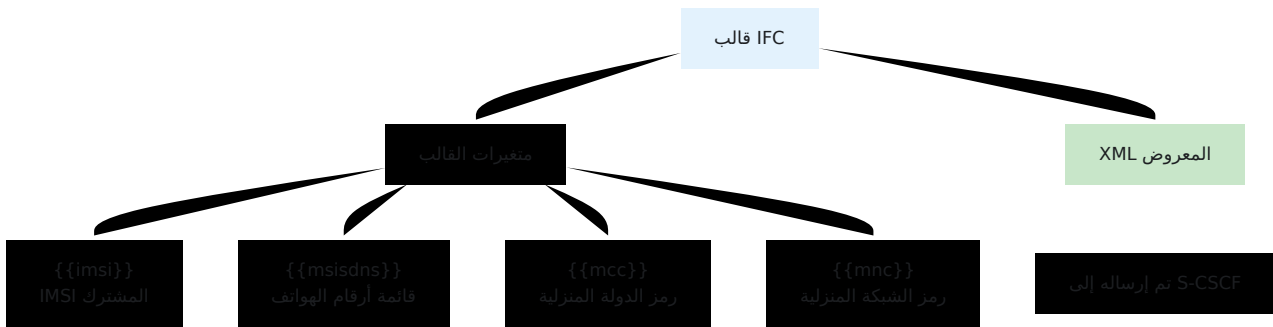 قالب IFC
متغيرات القالب
المعروض XML
{{imsi}}
المشترك IMSI
{{msisdns}}
قائمة أرقام الهواتف
{{mcc}}
رمز الدولة المنزلية
{{mnc}}
رمز الشبكة المنزلية
تم إرساله إلى S-CSCF